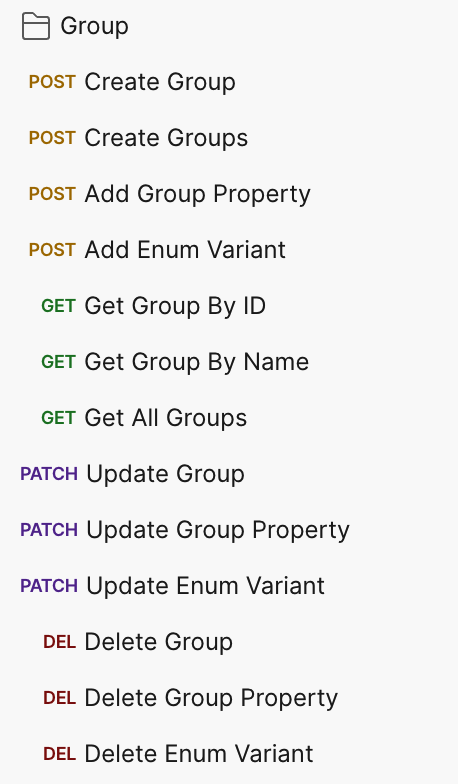 Group
POST Create Group
POST Create Groups
POST Add Group Property
POST Add Enum Variant
GET Get Group By ID
GET Get Group By Name
GET Get All Groups
PATCH Update Group
PATCH Update Group Property
PATCH Update Enum Variant
DEL Delete Group
DEL Delete Group Property
DEL Delete Enum Variant